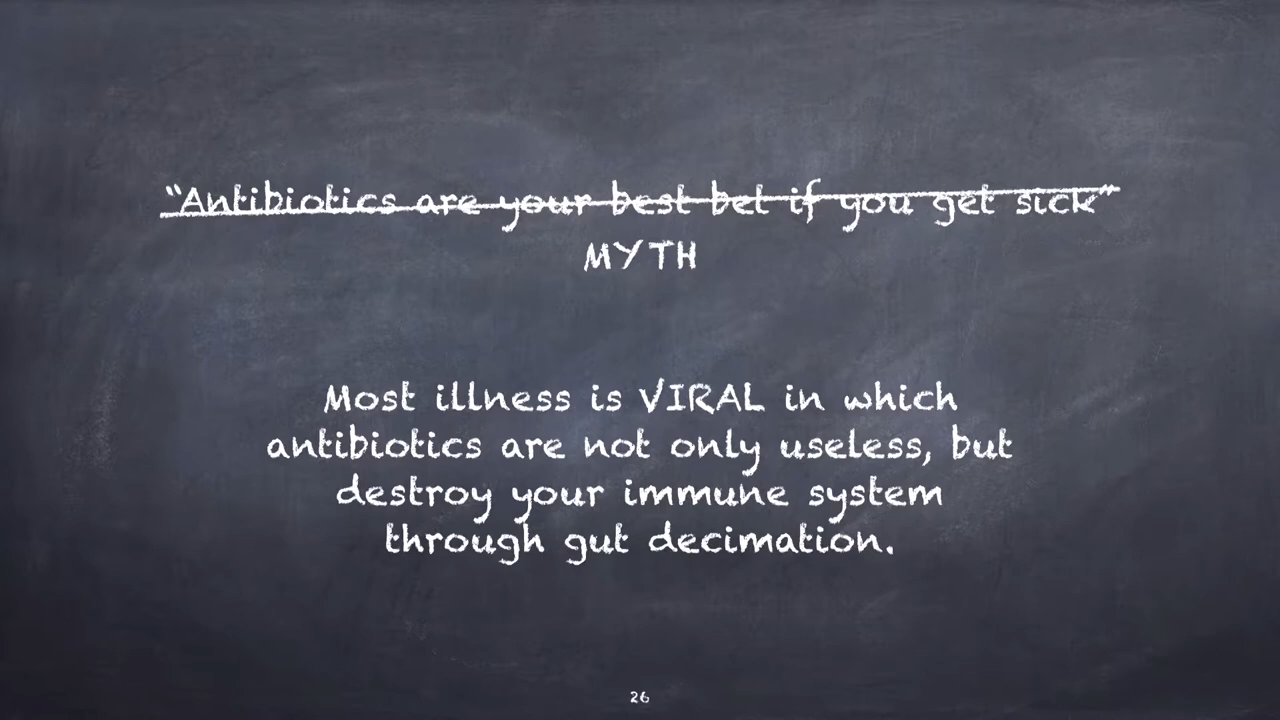 “Antibiotics are your best bet if you get sick”
MYTH
Most illness is VIRAL in which
antibiotics are not only useless, but
destroy your immune system
through gut decimation.
26